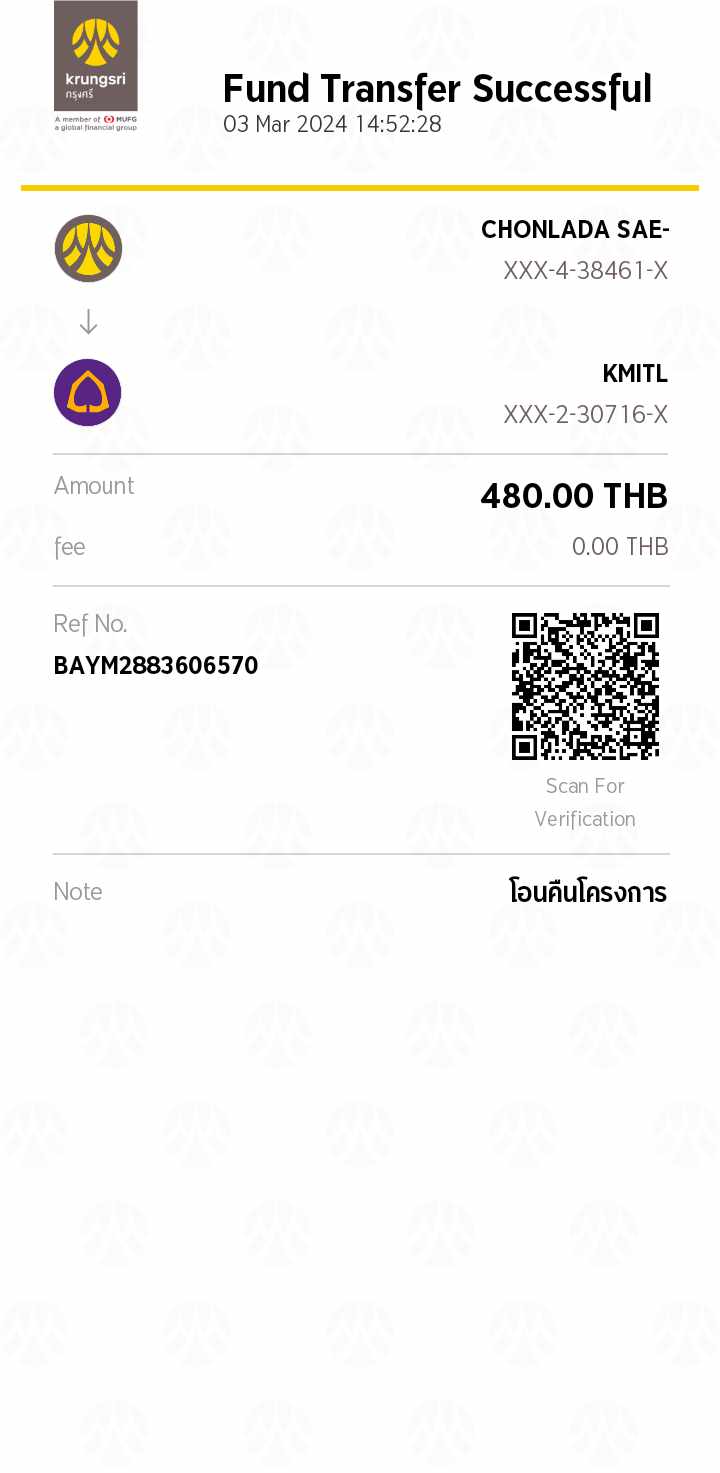 krungsri
กรุงศรี
A member of MUFG
a global financial group
Fund Transfer Successful
03 Mar 2024 14:52:28
CHONLADA SAE-
XXX-4-38461-X
KMITL
XXX-2-30716-X
Amount
480.00 THB
fee
0.00 THB
Ref No.
BAYM2883606570
Scan For
Verification
Note
โอนคืนโครงการ